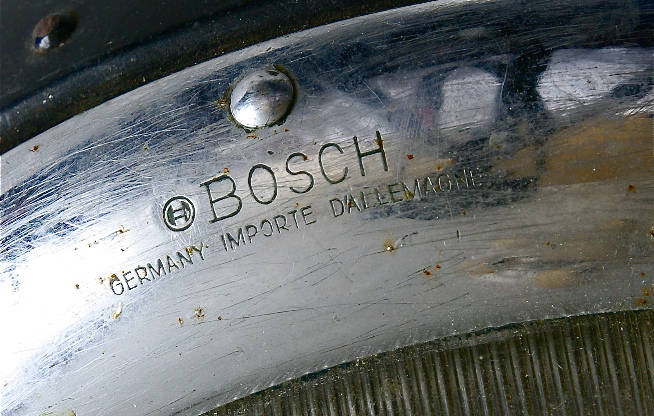 BOSCH
GERMANY IMPORTE D'ALLEMAGNE